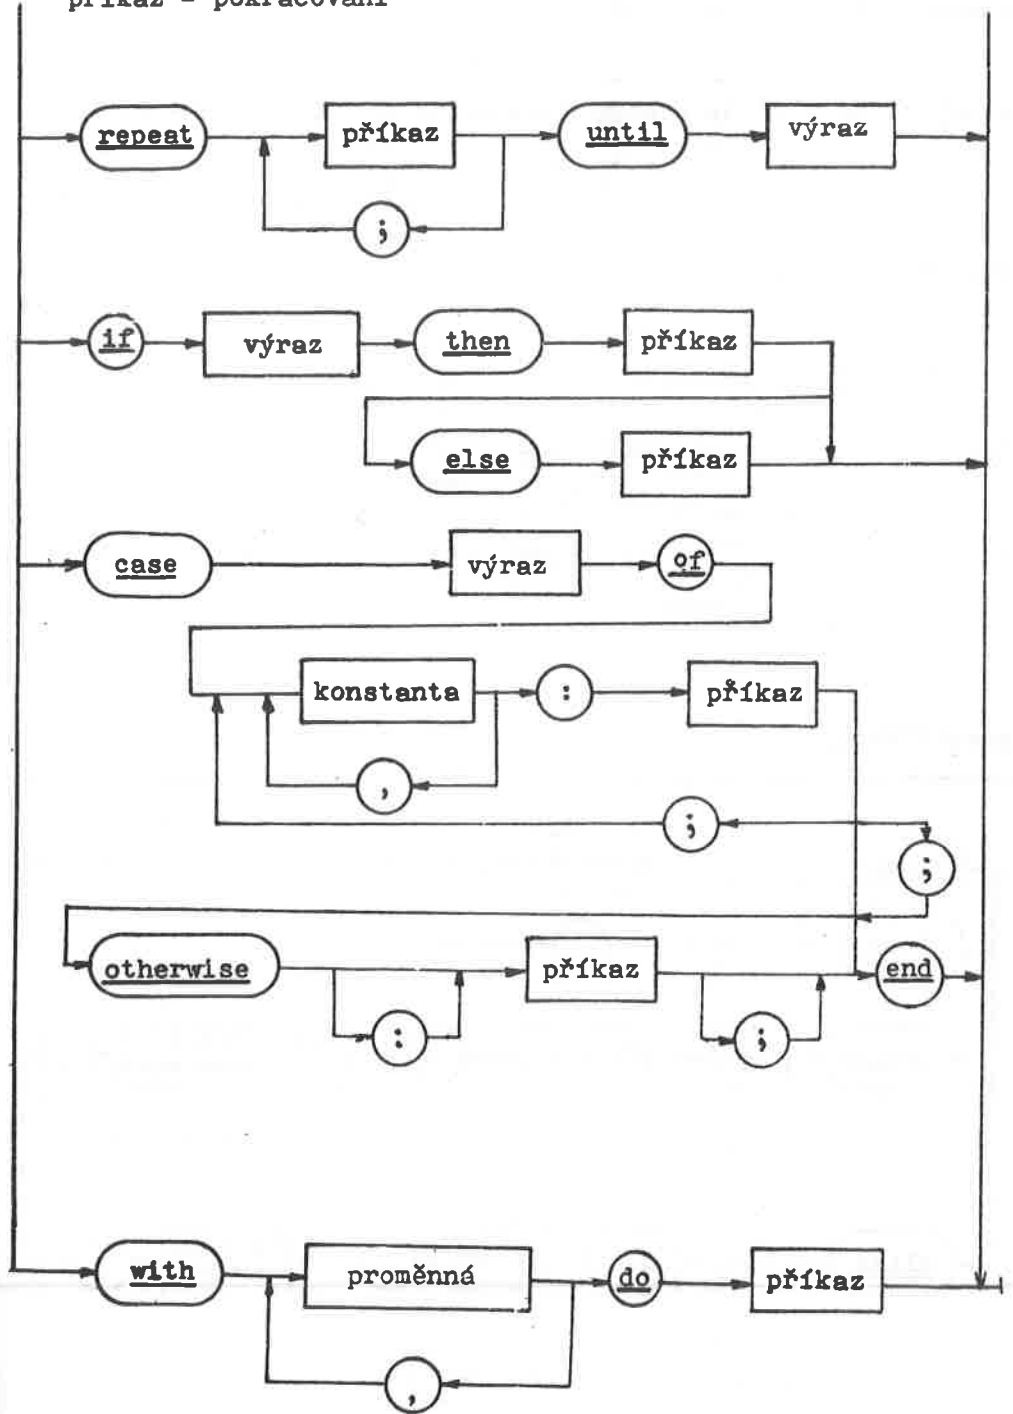 příkaz - pokračování
repeat příkaz until výraz
;
if výraz then příkaz
else příkaz
case výraz of
konstanta : příkaz
,
;
;
otherwise příkaz end
: ;
with proměnná do příkaz
,